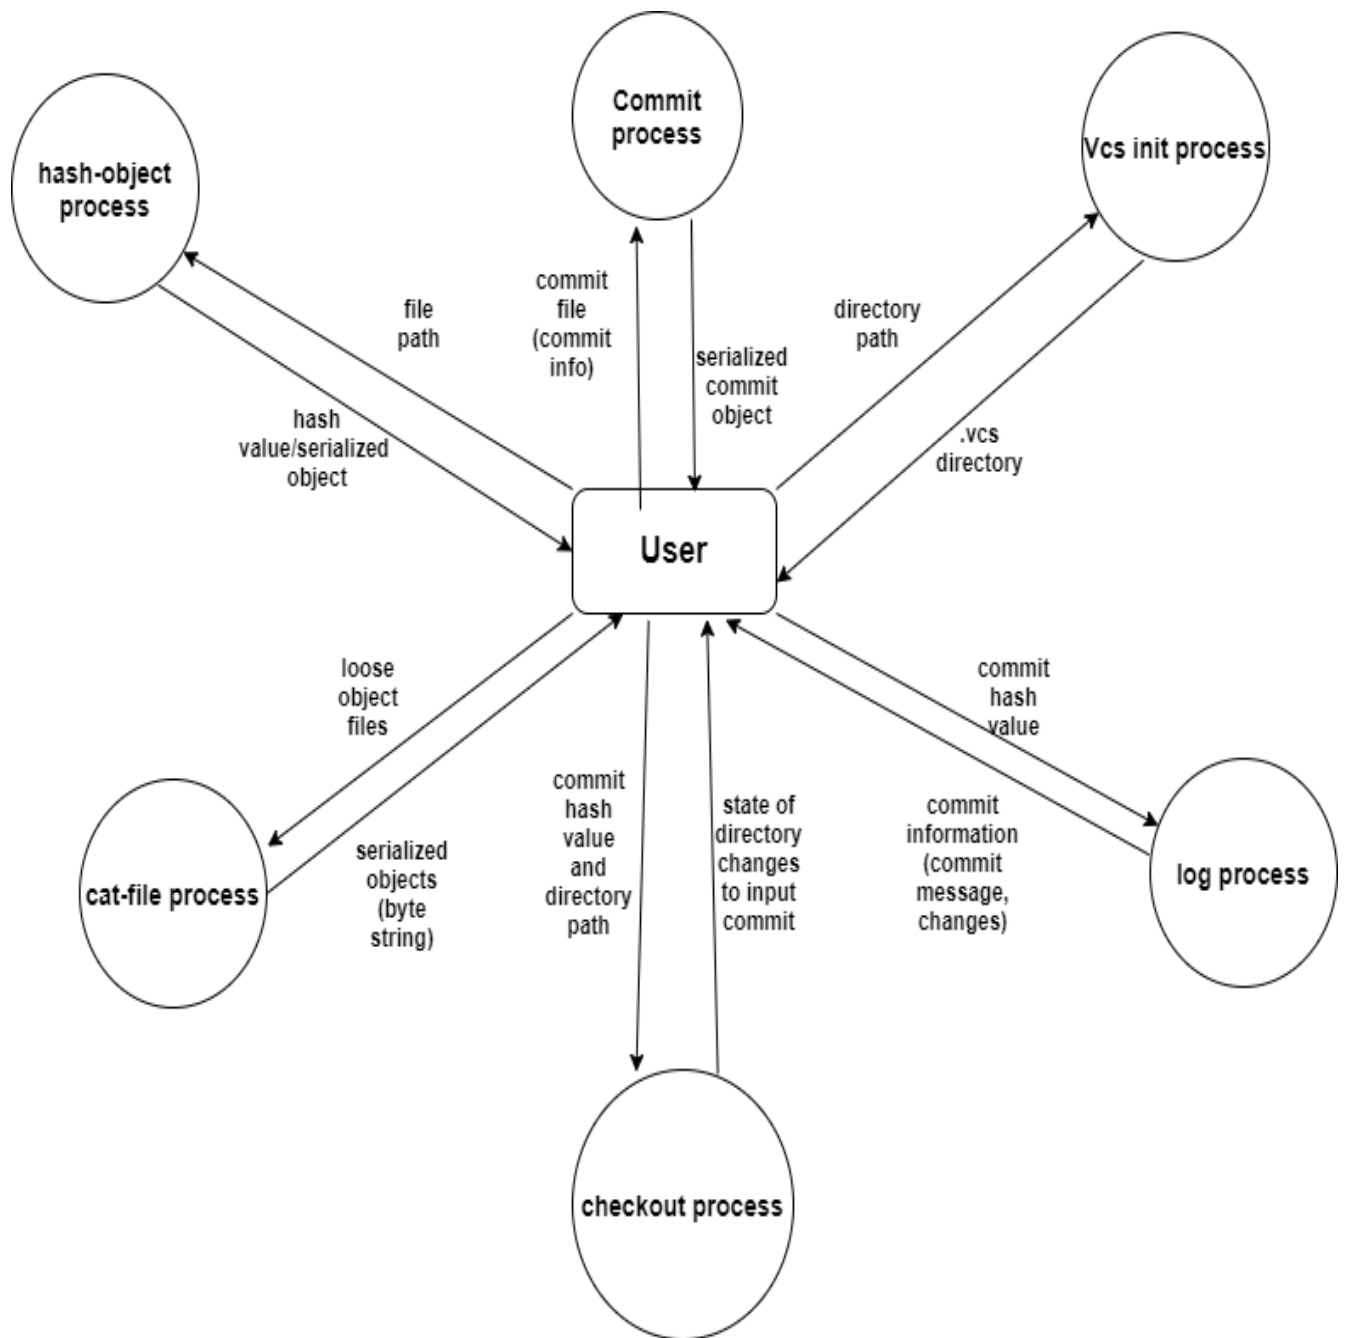 Commit
process
Vcs init process
hash-object
process
commit
file
(commit
info)
file
path
directory
path
serialized
commit
object
hash
value/serialized
object
.vcs
directory
User
loose
object
files
commit
hash
value
commit
hash
value
and
directory
path
state of
directory
changes
to input
commit
commit
information
(commit
message,
changes)
serialized
objects
(byte
string)
cat-file process
log process
checkout process